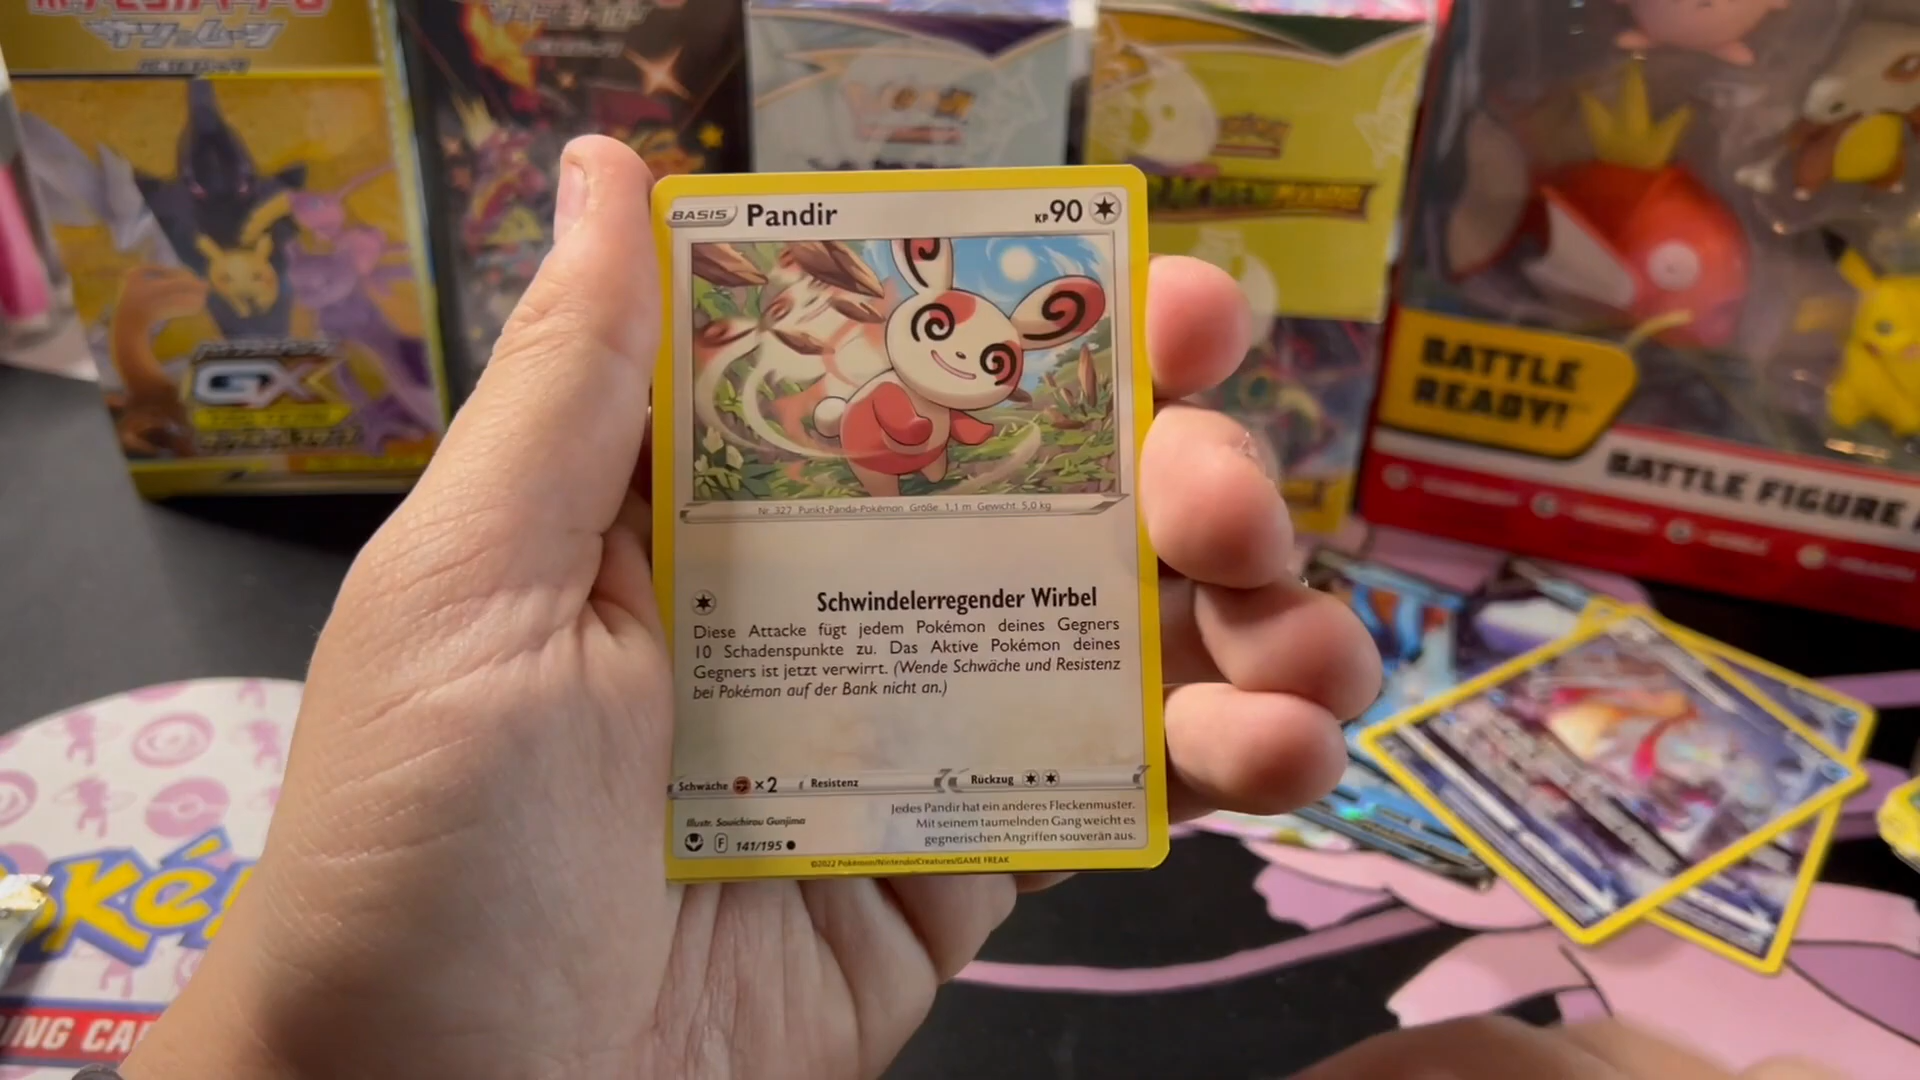 BASIS Pandir KP 90
Nr. 327 Punkt-Panda-Pokémon Größe: 1,1 m Gewicht: 5,0 kg
Schwindelerregender Wirbel
Diese Attacke fügt jedem Pokémon deines Gegners
10 Schadenspunkte zu. Das Aktive Pokémon deines
Gegners ist jetzt verwirrt. (Wende Schwäche und Resistenz
bei Pokémon auf der Bank nicht an.)
Schwäche ×2 Resistenz Rückzug
Jedes Pandir hat ein anderes Fleckenmuster.
Mit seinem taumelnden Gang weicht es
gegnerischen Angriffen souverän aus.
Illustr. Souichirou Gunjima
F 141/195
©2022 Pokémon/Nintendo/Creatures/GAME FREAK
GX
BATTLE
READY!
BATTLE FIGURE